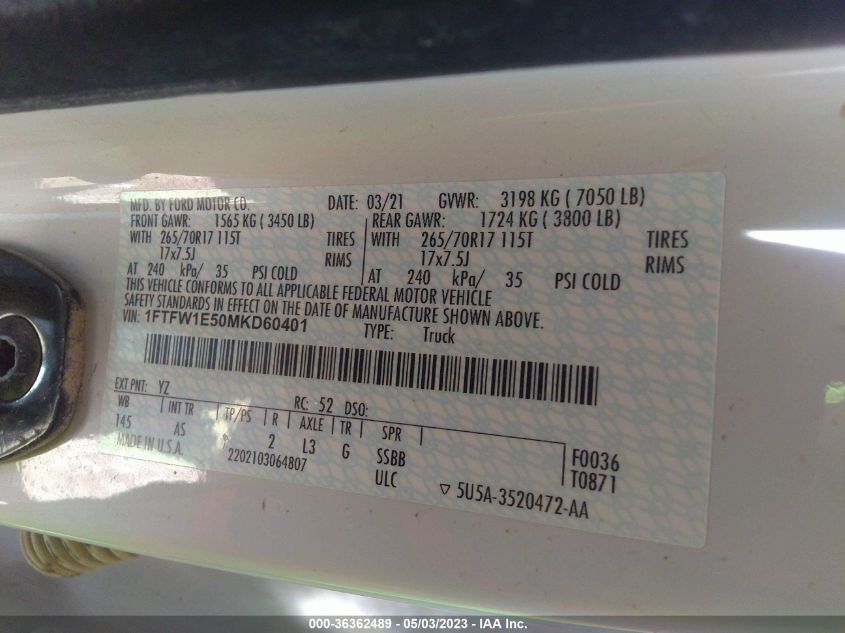 MFD. BY FORD MOTOR CO. DATE: 03/21 GVWR: 3198 KG ( 7050 LB)
FRONT GAWR: 1565 KG ( 3450 LB) REAR GAWR: 1724 KG ( 3800 LB)
WITH 265/70R17 115T TIRES WITH 265/70R17 115T TIRES
17x7.5J RIMS 17x7.5J RIMS
AT 240 kPa/ 35 PSI COLD AT 240 kPa/ 35 PSI COLD
THIS VEHICLE CONFORMS TO ALL APPLICABLE FEDERAL MOTOR VEHICLE
SAFETY STANDARDS IN EFFECT ON THE DATE OF MANUFACTURE SHOWN ABOVE.
VIN: 1FTFW1E50MKD60401 TYPE: Truck
EXT PNT: YZ RC: 52 DSO:
WB INT TR TP/PS R AXLE TR SPR
145 AS 2 L3 G SSBB F0036
MADE IN U.S.A. 2202103064807 ULC T0871
▽ 5U5A-3520472-AA
000-36362489 - 05/03/2023 - IAA Inc.